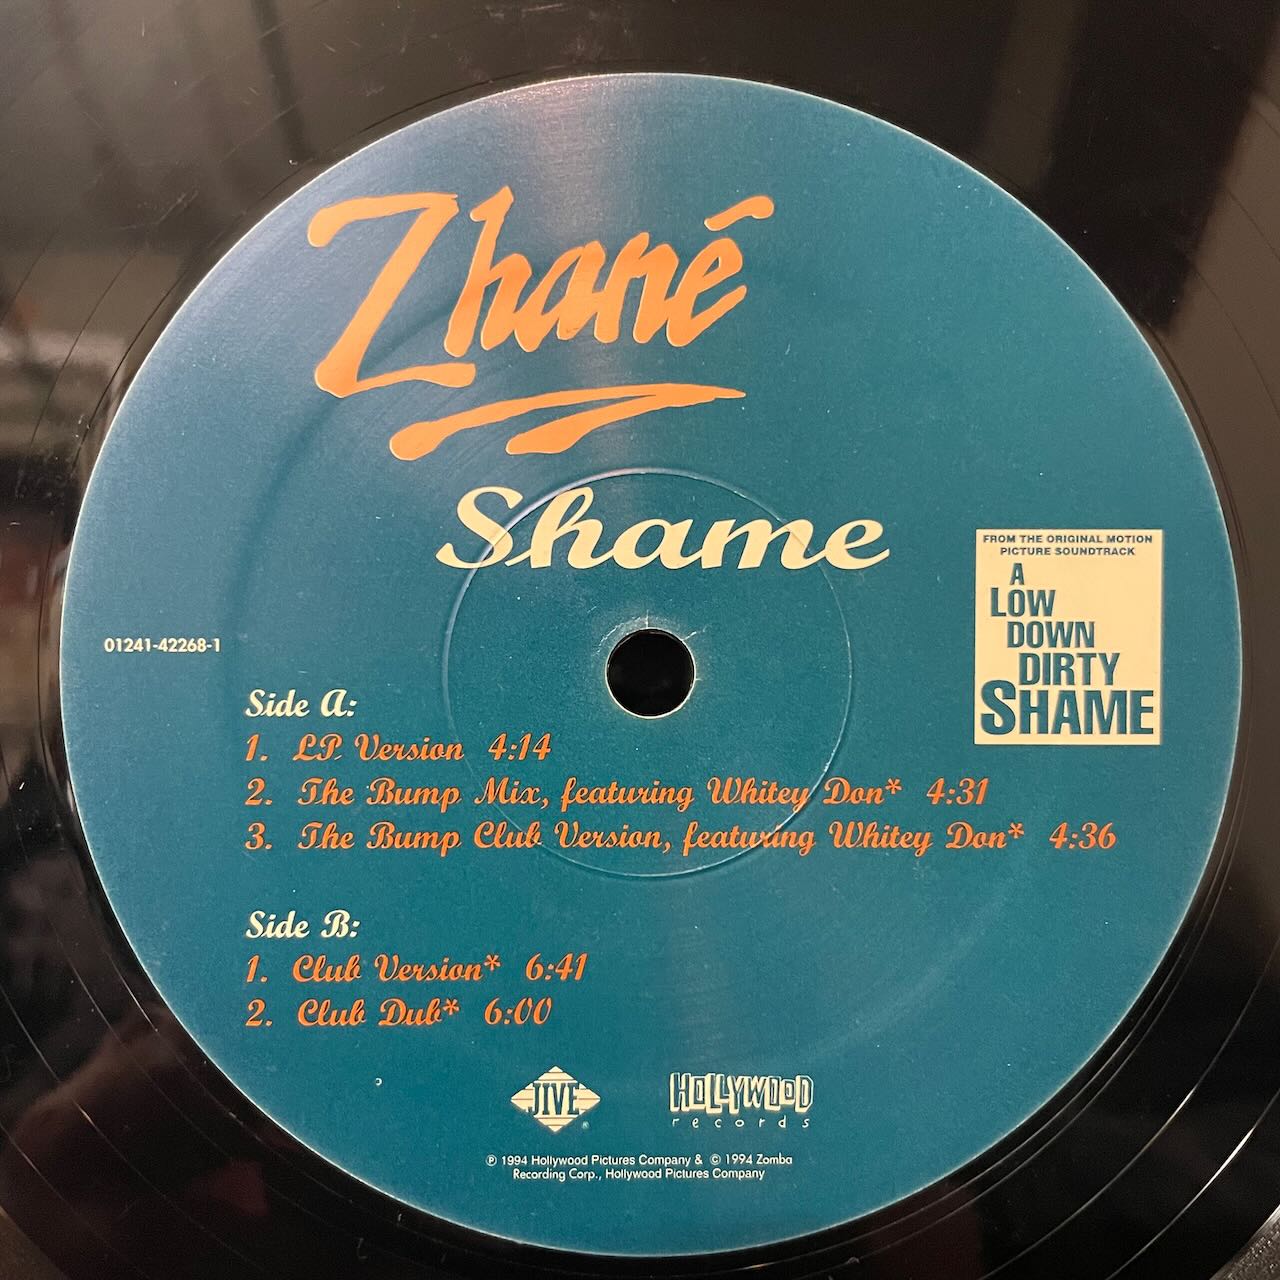 Zhané
Shame
FROM THE ORIGINAL MOTION
PICTURE SOUNDTRACK
A
LOW
DOWN
DIRTY
SHAME
01241-42268-1
Side A:
1. LP Version 4:14
2. The Bump Mix, featuring Whitey Don* 4:31
3. The Bump Club Version, featuring Whitey Don* 4:36
Side B:
1. Club Version* 6:41
2. Club Dub* 6:00
JIVE ®
HOLLYWOOD
records
℗ 1994 Hollywood Pictures Company & © 1994 Zomba
Recording Corp., Hollywood Pictures Company